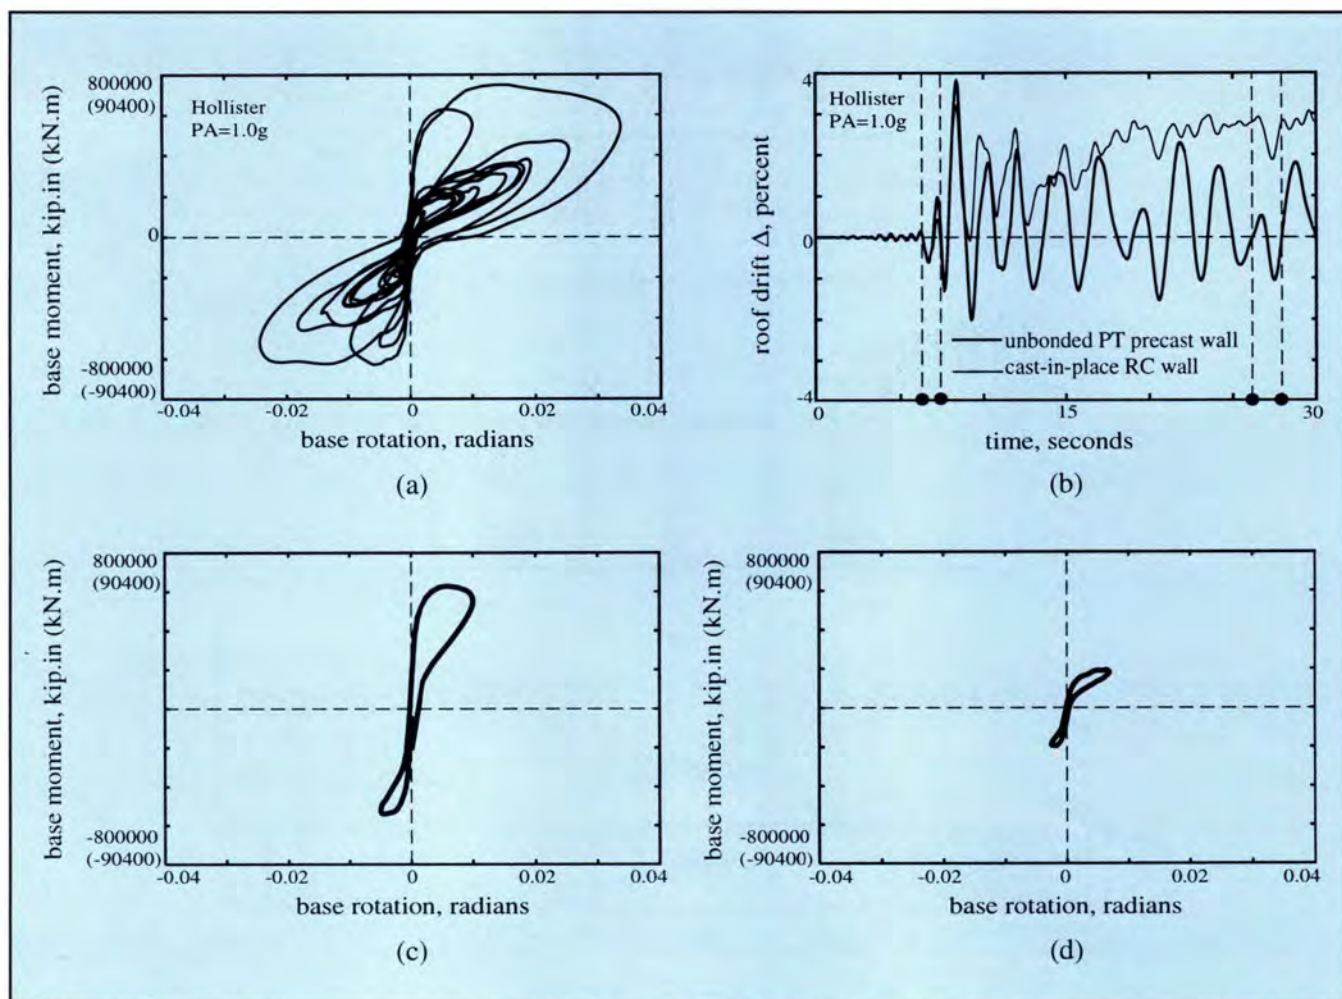 800000
(90400)
Hollister
PA=1.0g
base moment, kip.in (kN.m)
0
-800000
(-90400)
-0.04
-0.02
0
0.02
0.04
base rotation, radians
(a)
4
Hollister
PA=1.0g
roof drift Δ, percent
0
unbonded PT precast wall
cast-in-place RC wall
-4
0
15
30
time, seconds
(b)
800000
(90400)
base moment, kip.in (kN.m)
-800000
(-90400)
-0.04
-0.02
0
0.02
0.04
base rotation, radians
(c)
800000
(90400)
base moment, kip.in (kN.m)
-800000
(-90400)
-0.04
-0.02
0
0.02
0.04
base rotation, radians
(d)